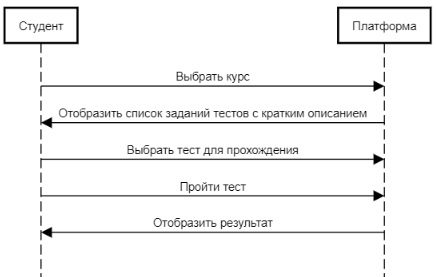 Студент
Платформа
Выбрать курс
Отобразить список заданий тестов с кратким описанием
Выбрать тест для прохождения
Пройти тест
Отобразить результат